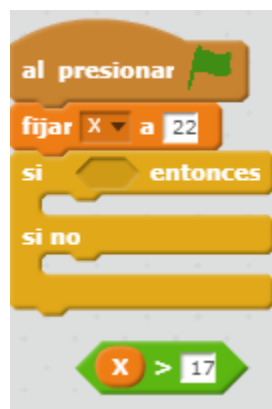 al presionar
fijar X a 22
si entonces
si no
X > 17